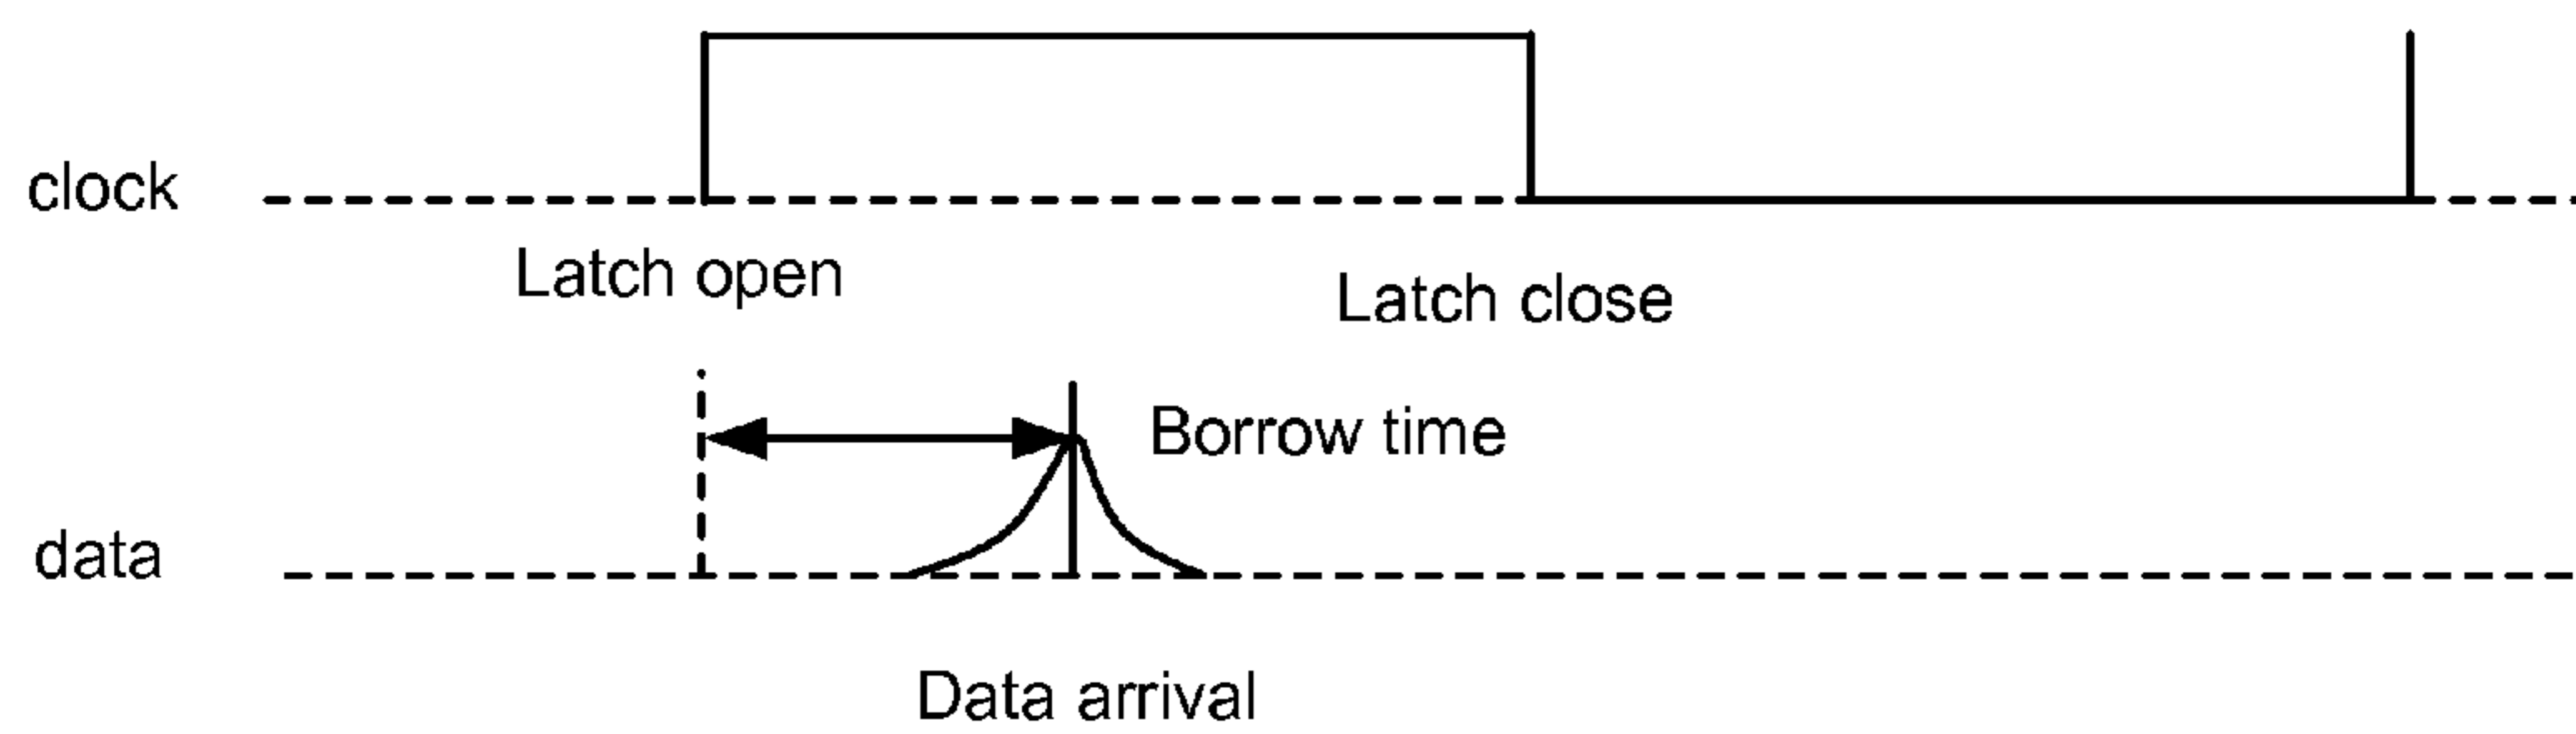 clock
Latch open
Latch close
Borrow time
data
Data arrival